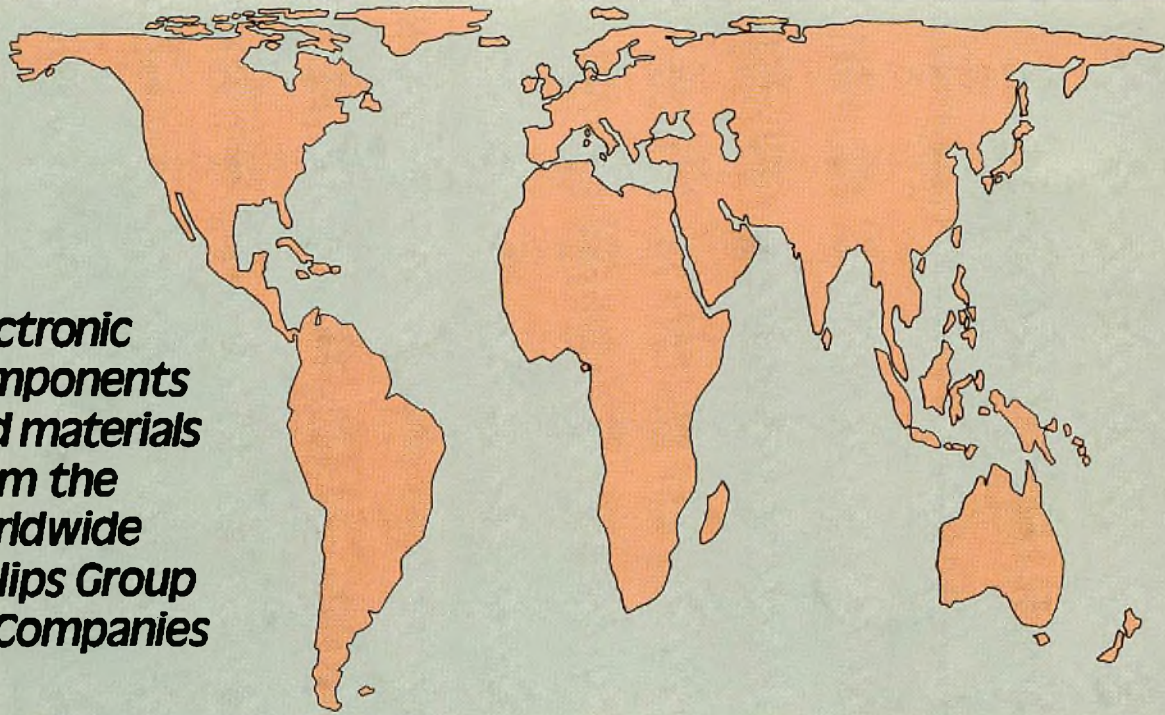 ctronic
mponents
d materials
m the
rldwide
lips Group
Companies